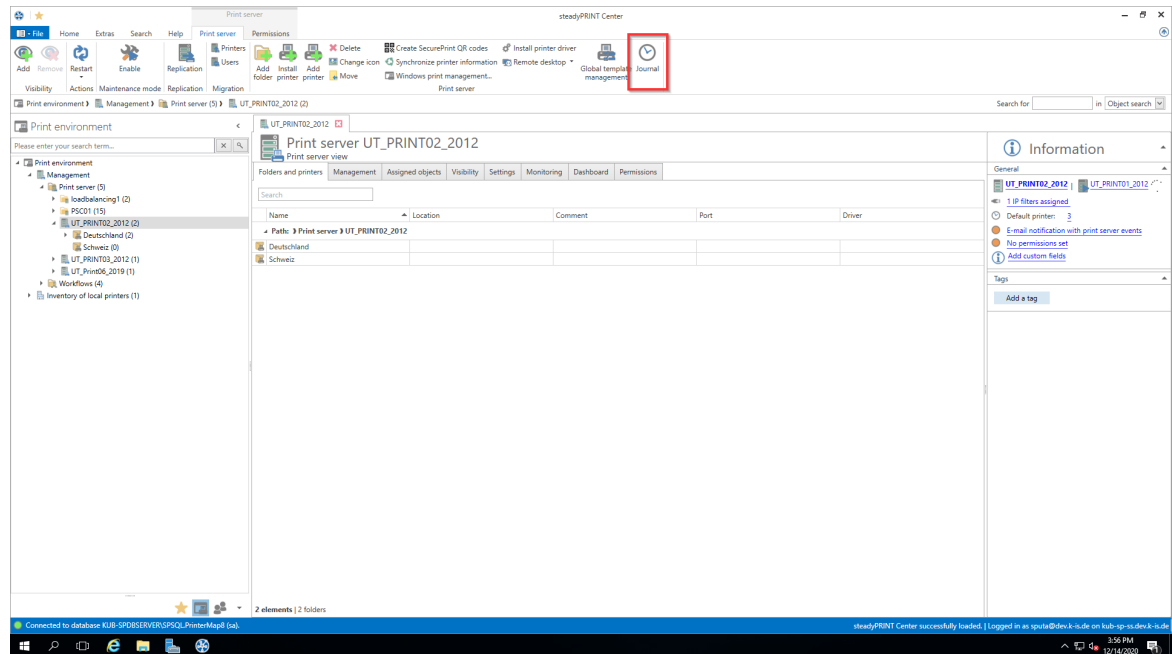 Print server
steadyPRINT Center
File Home Extras Search Help Print server Permissions
Add Remove Restart Enable Replication Printers Users
Add folder Install printer Add printer Delete Change icon Move
Create SecurePrint QR codes Install printer driver
Synchronize printer information Remote desktop
Windows print management...
Global template management Journal
Visibility Actions Maintenance mode Replication Migration Print server
Print environment Management Print server (5) UT_PRINT02_2012 (2)
Search for in Object search
Print environment
Please enter your search term...
Print environment
Management
Print server (5)
loadbalancing1 (2)
PSC01 (15)
UT_PRINT02_2012 (2)
Deutschland (2)
Schweiz (0)
UT_PRINT03_2012 (1)
UT_Print06_2019 (1)
Workflows (4)
Inventory of local printers (1)
UT_PRINT02_2012
Print server UT_PRINT02_2012
Print server view
Folders and printers Management Assigned objects Visibility Settings Monitoring Dashboard Permissions
Search
Name Location Comment Port Driver
Path: Print server UT_PRINT02_2012
Deutschland
Schweiz
2 elements | 2 folders
Information
General
UT_PRINT02_2012 | UT_PRINT01_2012
1 IP filters assigned
Default printer: 3
E-mail notification with print server events
No permissions set
Add custom fields
Tags
Add a tag
Connected to database KUB-SPDBSERVER\SPSQL.PrinterMap8 (sa).
steadyPRINT Center successfully loaded. | Logged in as sputa@dev.k-is.de on kub-sp-ss.dev.k-is.de
3:56 PM
12/14/2020